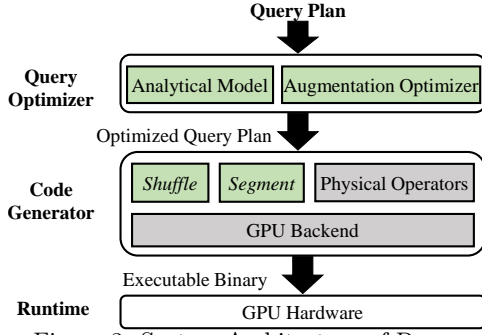 Query Plan
Query Optimizer
Analytical Model
Augmentation Optimizer
Optimized Query Plan
Code Generator
Shuffle
Segment
Physical Operators
GPU Backend
Executable Binary
Runtime
GPU Hardware